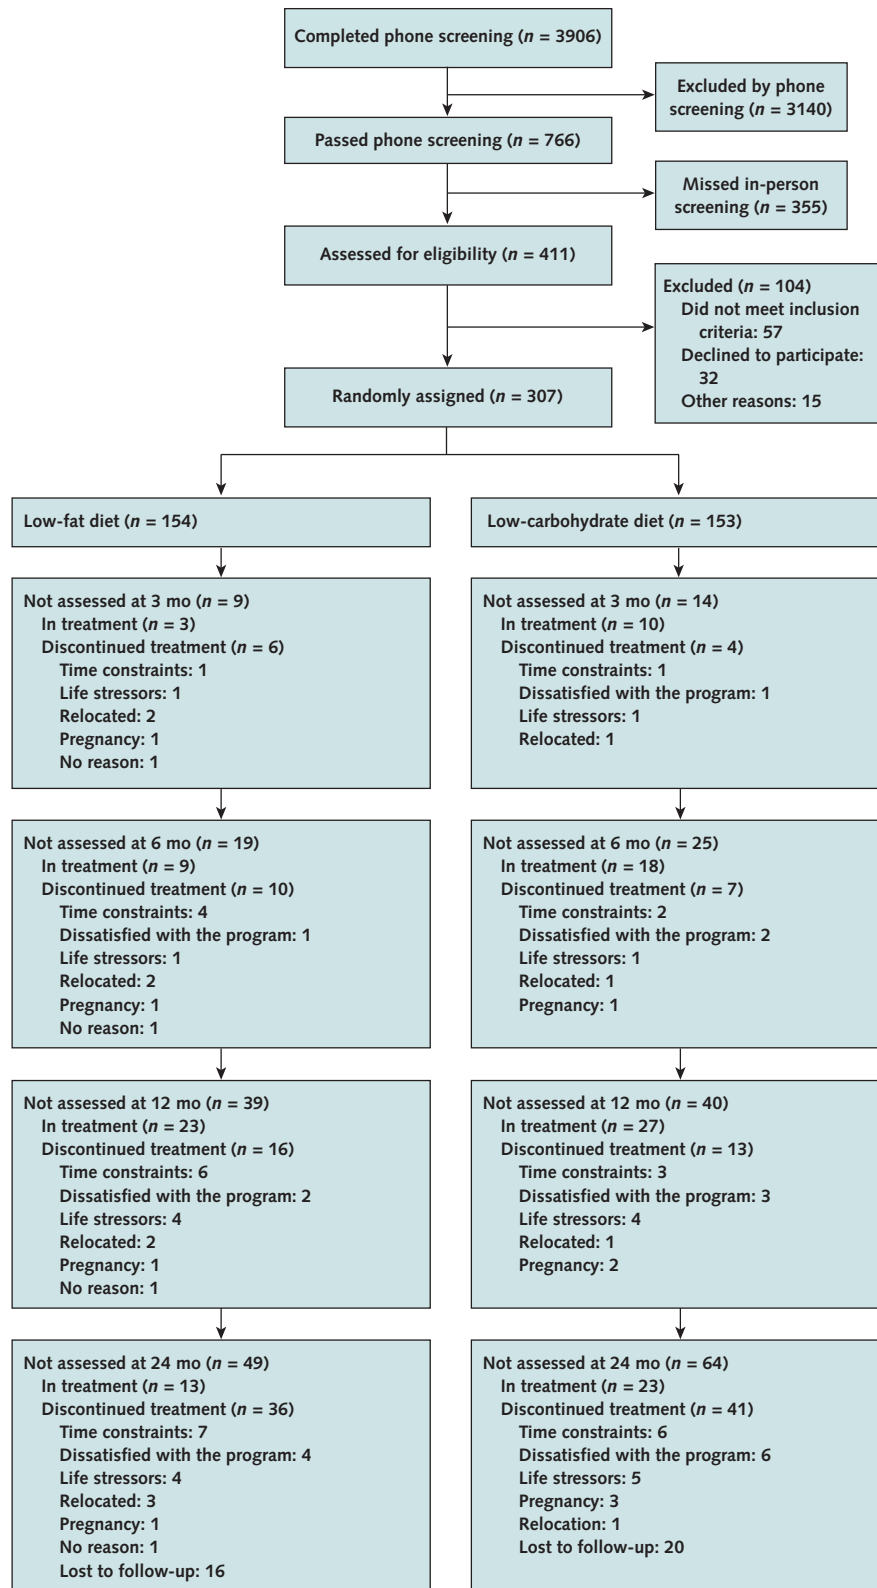 Completed phone screening (n = 3906)
Excluded by phone
screening (n = 3140)
Passed phone screening (n = 766)
Missed in-person
screening (n = 355)
Assessed for eligibility (n = 411)
Excluded (n = 104)
Did not meet inclusion
criteria: 57
Declined to participate:
32
Other reasons: 15
Randomly assigned (n = 307)
Low-fat diet (n = 154)
Low-carbohydrate diet (n = 153)
Not assessed at 3 mo (n = 9)
In treatment (n = 3)
Discontinued treatment (n = 6)
Time constraints: 1
Life stressors: 1
Relocated: 2
Pregnancy: 1
No reason: 1
Not assessed at 3 mo (n = 14)
In treatment (n = 10)
Discontinued treatment (n = 4)
Time constraints: 1
Dissatisfied with the program: 1
Life stressors: 1
Relocated: 1
Not assessed at 6 mo (n = 19)
In treatment (n = 9)
Discontinued treatment (n = 10)
Time constraints: 4
Dissatisfied with the program: 1
Life stressors: 1
Relocated: 2
Pregnancy: 1
No reason: 1
Not assessed at 6 mo (n = 25)
In treatment (n = 18)
Discontinued treatment (n = 7)
Time constraints: 2
Dissatisfied with the program: 2
Life stressors: 1
Relocated: 1
Pregnancy: 1
Not assessed at 12 mo (n = 39)
In treatment (n = 23)
Discontinued treatment (n = 16)
Time constraints: 6
Dissatisfied with the program: 2
Life stressors: 4
Relocated: 2
Pregnancy: 1
No reason: 1
Not assessed at 12 mo (n = 40)
In treatment (n = 27)
Discontinued treatment (n = 13)
Time constraints: 3
Dissatisfied with the program: 3
Life stressors: 4
Relocated: 1
Pregnancy: 2
Not assessed at 24 mo (n = 49)
In treatment (n = 13)
Discontinued treatment (n = 36)
Time constraints: 7
Dissatisfied with the program: 4
Life stressors: 4
Relocated: 3
Pregnancy: 1
No reason: 1
Lost to follow-up: 16
Not assessed at 24 mo (n = 64)
In treatment (n = 23)
Discontinued treatment (n = 41)
Time constraints: 6
Dissatisfied with the program: 6
Life stressors: 5
Pregnancy: 3
Relocation: 1
Lost to follow-up: 20